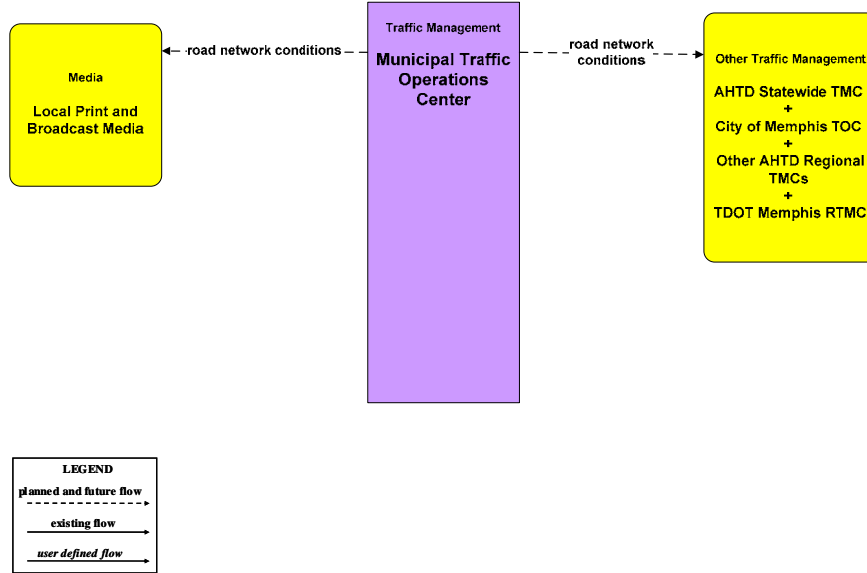 Media
Local Print and
Broadcast Media
road network conditions
Traffic Management
Municipal Traffic
Operations
Center
road network
conditions
Other Traffic Management
AHTD Statewide TMC
+
City of Memphis TOC
+
Other AHTD Regional
TMCs
+
TDOT Memphis RTMC
LEGEND
planned and future flow
existing flow
user defined flow